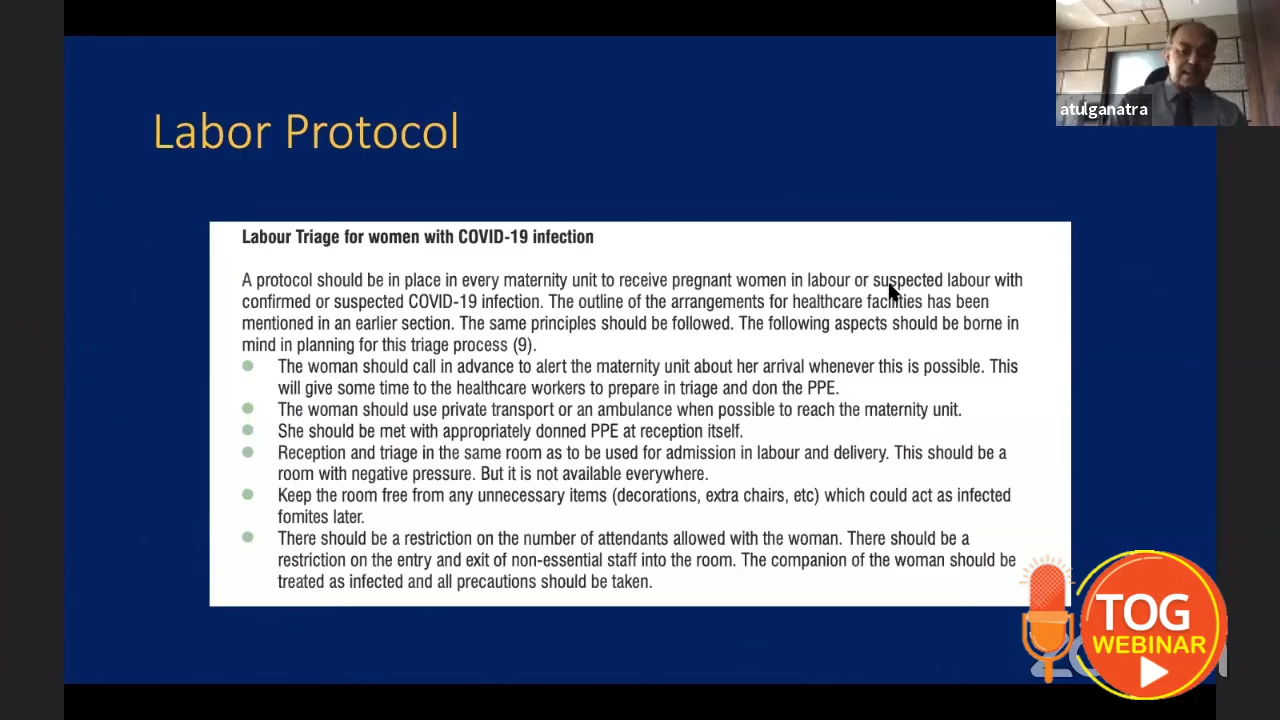 atulganatra
Labor Protocol
Labour Triage for women with COVID-19 infection
A protocol should be in place in every maternity unit to receive pregnant women in labour or suspected labour with
confirmed or suspected COVID-19 infection. The outline of the arrangements for healthcare facilities has been
mentioned in an earlier section. The same principles should be followed. The following aspects should be borne in
mind in planning for this triage process (9).
The woman should call in advance to alert the maternity unit about her arrival whenever this is possible. This
will give some time to the healthcare workers to prepare in triage and don the PPE.
The woman should use private transport or an ambulance when possible to reach the maternity unit.
She should be met with appropriately donned PPE at reception itself.
Reception and triage in the same room as to be used for admission in labour and delivery. This should be a
room with negative pressure. But it is not available everywhere.
Keep the room free from any unnecessary items (decorations, extra chairs, etc) which could act as infected
fomites later.
There should be a restriction on the number of attendants allowed with the woman. There should be a
restriction on the entry and exit of non-essential staff into the room. The companion of the woman should be
treated as infected and all precautions should be taken.
TOG
WEBINAR